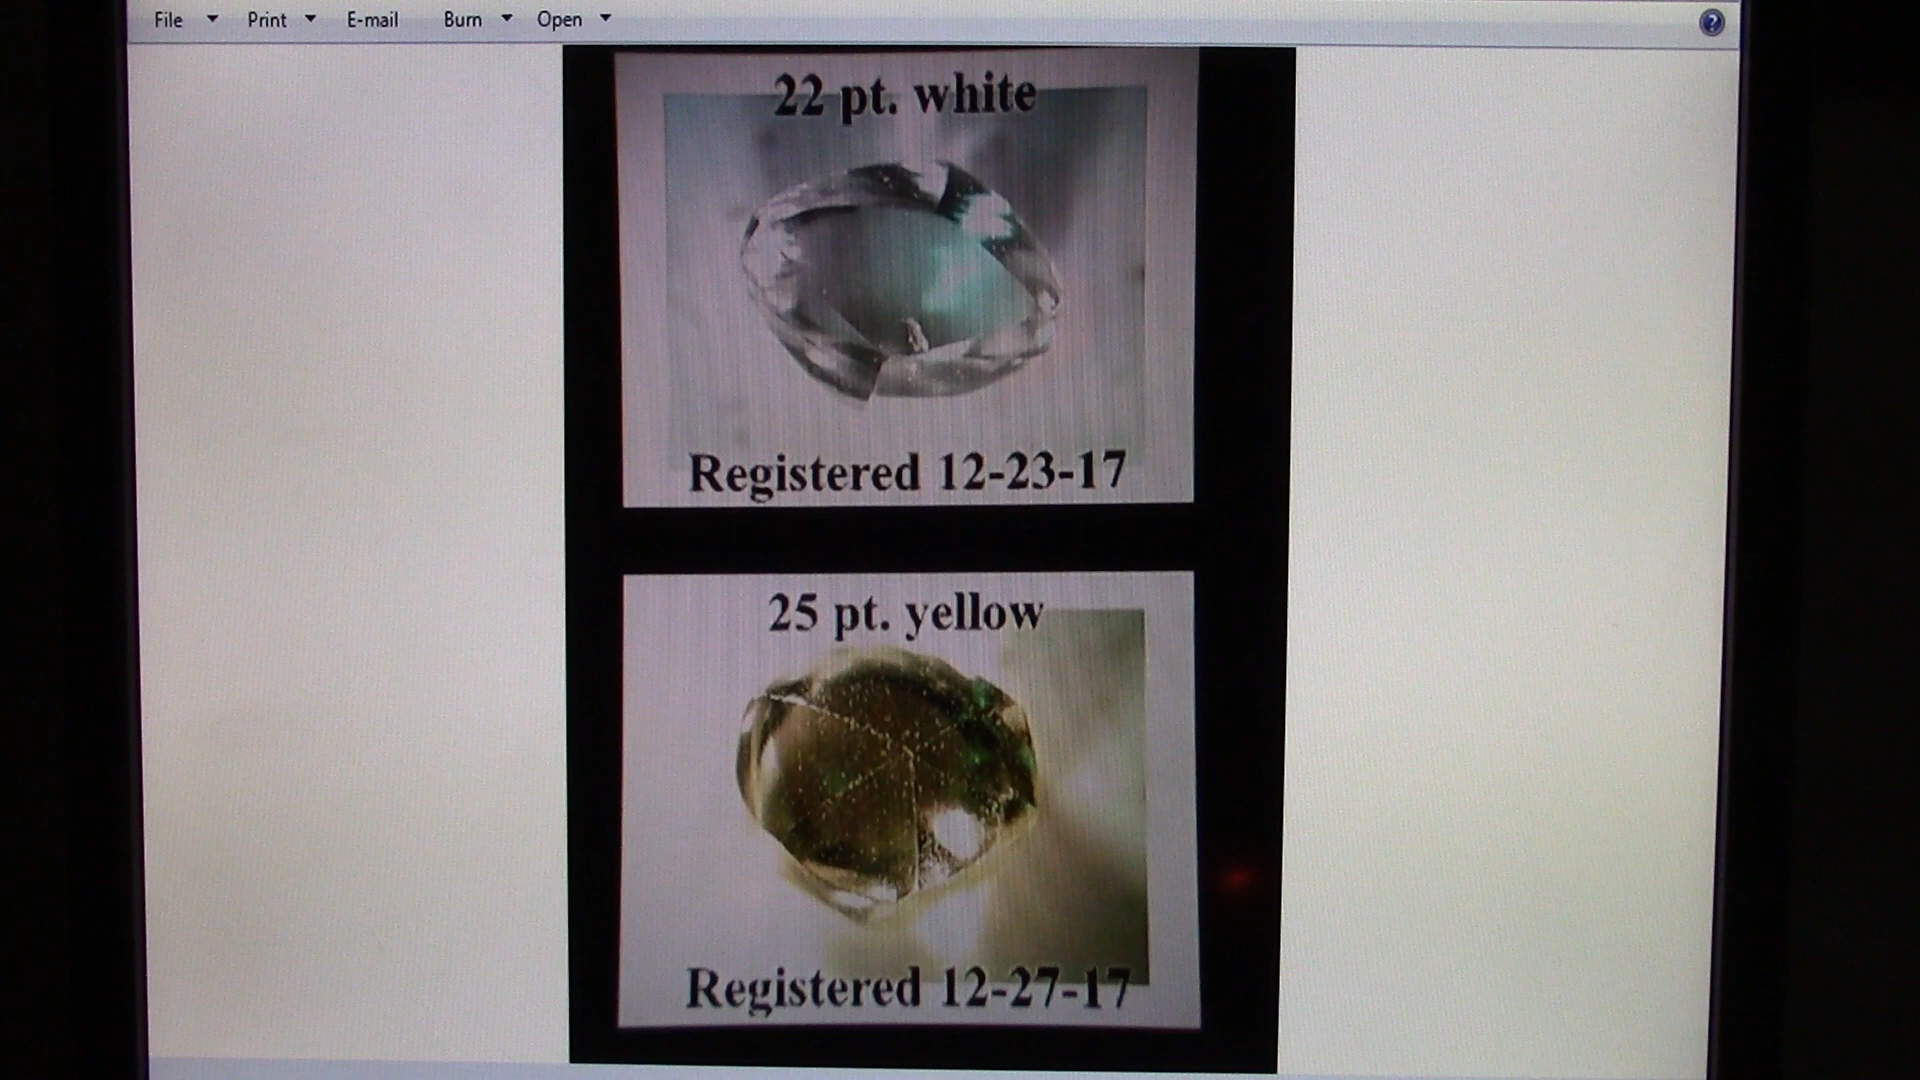 File Print E-mail Burn Open
22 pt. white
Registered 12-23-17
25 pt. yellow
Registered 12-27-17